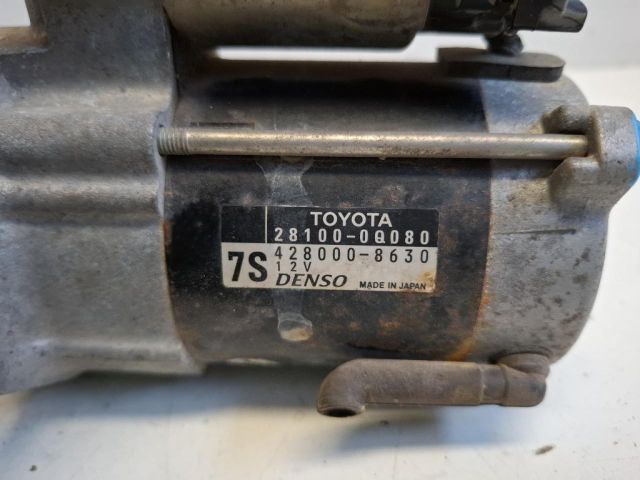 TOYOTA
28100-0Q080
7S 428000-8630
12V
DENSO MADE IN JAPAN